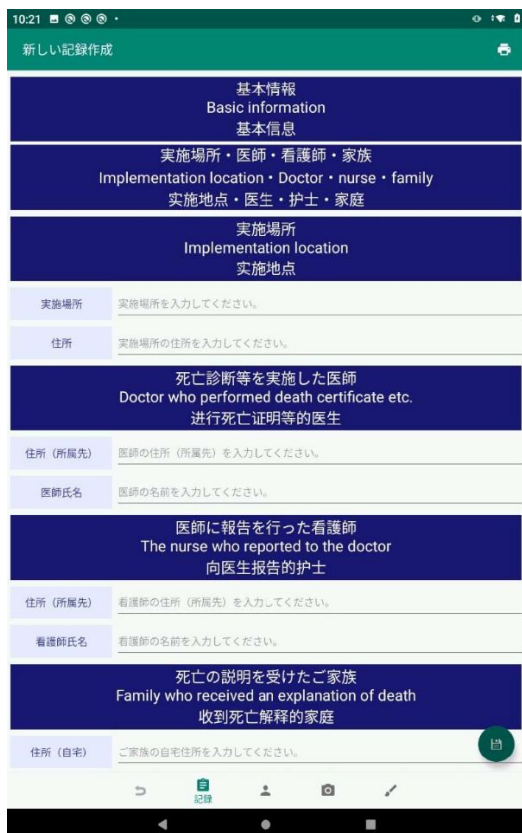 10:21
新しい記録作成
基本情報
Basic information
基本信息
実施場所・医師・看護師・家族
Implementation location・Doctor・nurse・family
实施地点・医生・护士・家庭
実施場所
Implementation location
实施地点
実施場所 実施場所を入力してください。
住所 実施場所の住所を入力してください。
死亡診断等を実施した医師
Doctor who performed death certificate etc.
进行死亡证明等的医生
住所（所属先） 医師の住所（所属先）を入力してください。
医師氏名 医師の名前を入力してください。
医師に報告を行った看護師
The nurse who reported to the doctor
向医生报告的护士
住所（所属先） 看護師の住所（所属先）を入力してください。
看護師氏名 看護師の名前を入力してください。
死亡の説明を受けたご家族
Family who received an explanation of death
收到死亡解释的家庭
住所（自宅） ご家族の自宅住所を入力してください。
記録